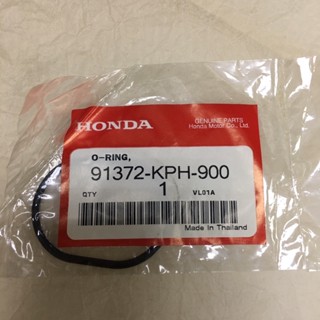 HONDA
GENUINE PARTS
Honda Motor Co., Ltd.
O-RING,
91372-KPH-900
QTY 1 VL01A
Made in Thailand